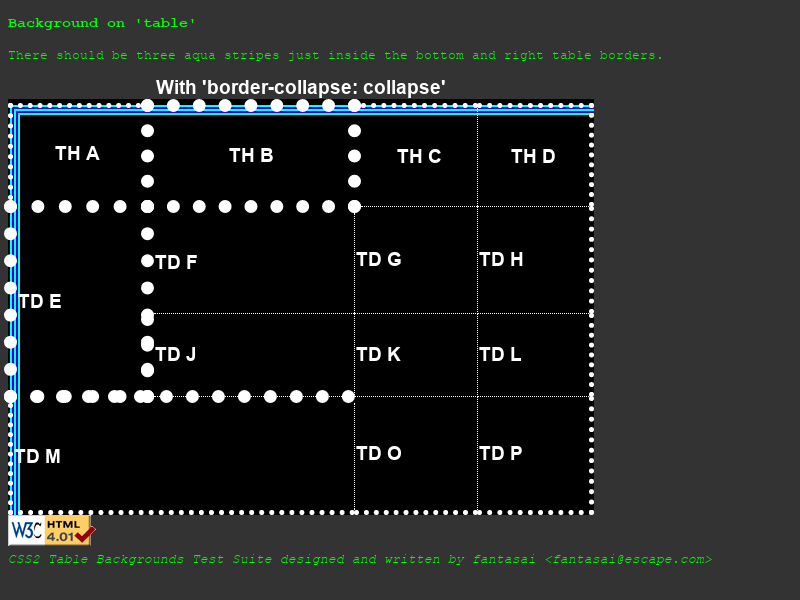 Background on 'table'
There should be three aqua stripes just inside the bottom and right table borders.
With 'border-collapse: collapse'
TH A TH B TH C TH D
TD F TD G TD H
TD E
TD J TD K TD L
TD M TD O TD P
W3C HTML 4.01
CSS2 Table Backgrounds Test Suite designed and written by fantasai <fantasai@escape.com>